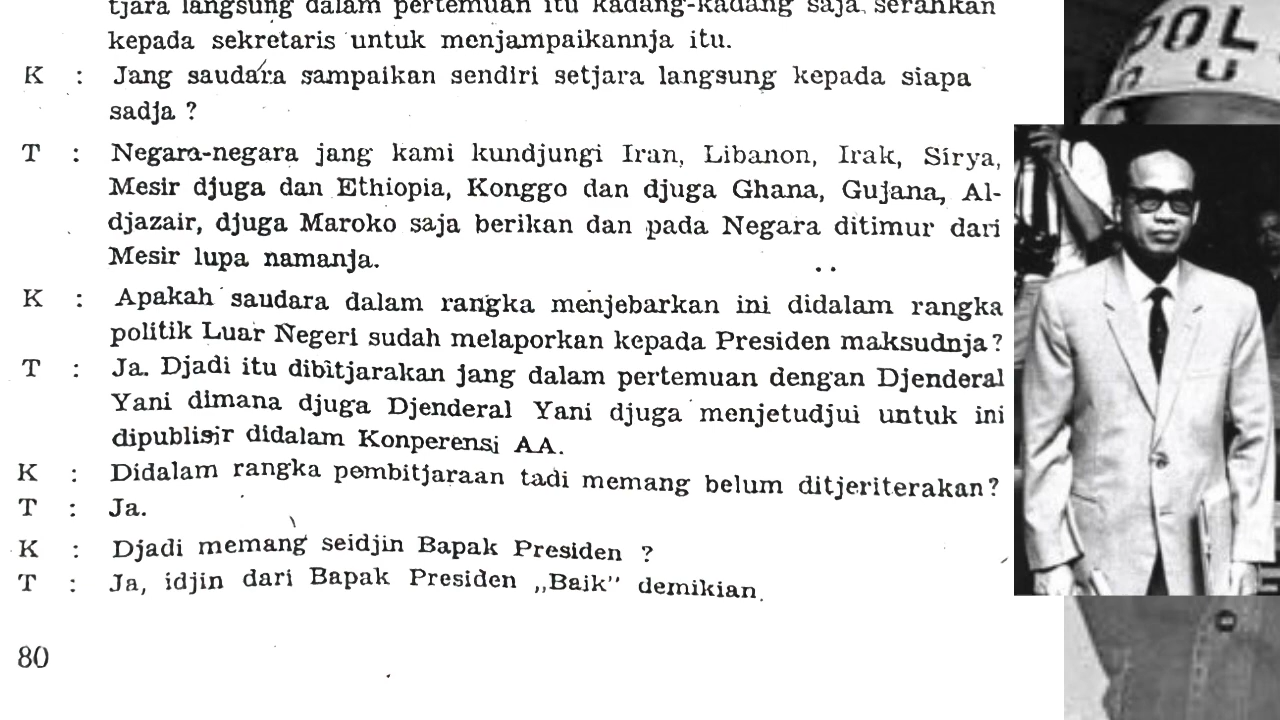 tjara langsung dalam pertemuan itu kadang-kadang saja serahkan
kepada sekretaris untuk menjampaikannja itu.
K : Jang saudara sampaikan sendiri setjara langsung kepada siapa
sadja ?
T : Negara-negara jang kami kundjungi Iran, Libanon, Irak, Sirya,
Mesir djuga dan Ethiopia, Konggo dan djuga Ghana, Gujana, Al-
djazair, djuga Maroko saja berikan dan pada Negara ditimur dari
Mesir lupa namanja.
K : Apakah saudara dalam rangka menjebarkan ini didalam rangka
politik Luar Negeri sudah melaporkan kepada Presiden maksudnja?
T : Ja. Djadi itu dibitjarakan jang dalam pertemuan dengan Djenderal
Yani dimana djuga Djenderal Yani djuga menjetudjui untuk ini
dipublisir didalam Konperensi AA.
K : Didalam rangka pembitjaraan tadi memang belum ditjeriterakan?
T : Ja.
K : Djadi memang seidjin Bapak Presiden ?
T : Ja, idjin dari Bapak Presiden „Baik" demikian.
80
POL
U